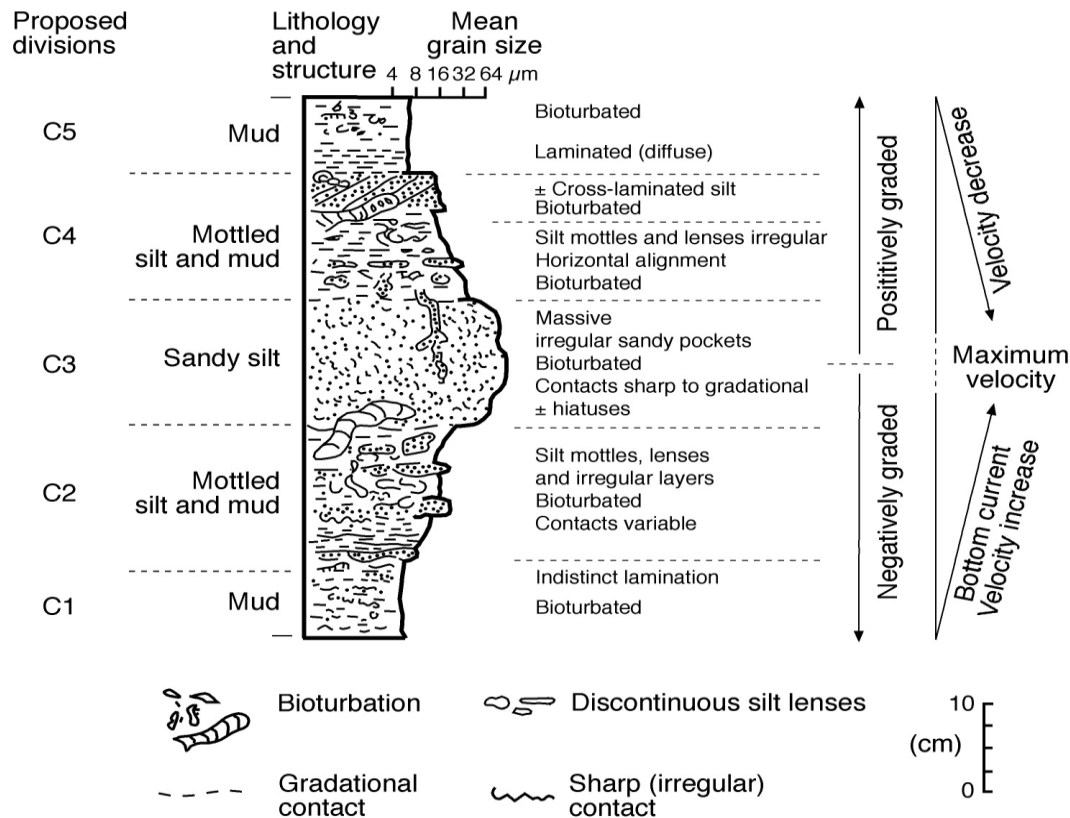 Proposed
divisions
Lithology
and
structure
Mean
grain size
4 8 16 32 64 μm
C5
Mud
Bioturbated
Laminated (diffuse)
C4
Mottled
silt and mud
± Cross-laminated silt
Bioturbated
Silt mottles and lenses irregular
Horizontal alignment
Bioturbated
C3
Sandy silt
Massive
irregular sandy pockets
Bioturbated
Contacts sharp to gradational
± hiatuses
C2
Mottled
silt and mud
Silt mottles, lenses
and irregular layers
Bioturbated
Contacts variable
C1
Mud
Indistinct lamination
Bioturbated
Posititively graded
Negatively graded
Velocity decrease
Maximum
velocity
Bottom current
Velocity increase
Bioturbation
Discontinuous silt lenses
Gradational
contact
Sharp (irregular)
contact
10
(cm)
0